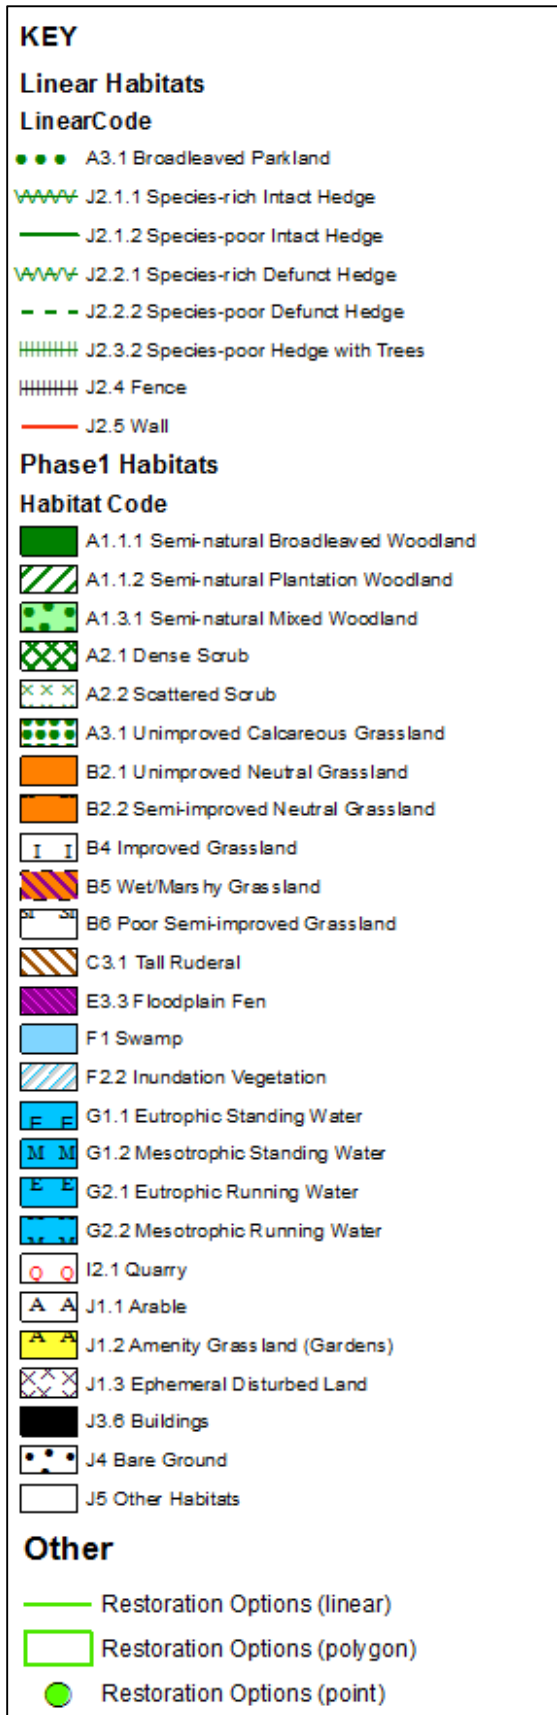 KEY
Linear Habitats
LinearCode
A3.1 Broadleaved Parkland
J2.1.1 Species-rich Intact Hedge
J2.1.2 Species-poor Intact Hedge
J2.2.1 Species-rich Defunct Hedge
J2.2.2 Species-poor Defunct Hedge
J2.3.2 Species-poor Hedge with Trees
J2.4 Fence
J2.5 Wall
Phase1 Habitats
Habitat Code
A1.1.1 Semi-natural Broadleaved Woodland
A1.1.2 Semi-natural Plantation Woodland
A1.3.1 Semi-natural Mixed Woodland
A2.1 Dense Scrub
A2.2 Scattered Scrub
A3.1 Unimproved Calcareous Grassland
B2.1 Unimproved Neutral Grassland
B2.2 Semi-improved Neutral Grassland
I I B4 Improved Grassland
B5 Wet/Marshy Grassland
SI SI B6 Poor Semi-improved Grassland
C3.1 Tall Ruderal
E3.3 Floodplain Fen
F1 Swamp
F2.2 Inundation Vegetation
E E G1.1 Eutrophic Standing Water
M M G1.2 Mesotrophic Standing Water
E E G2.1 Eutrophic Running Water
M M G2.2 Mesotrophic Running Water
Q Q I2.1 Quarry
A A J1.1 Arable
A A J1.2 Amenity Grassland (Gardens)
J1.3 Ephemeral Disturbed Land
J3.6 Buildings
J4 Bare Ground
J5 Other Habitats
Other
Restoration Options (linear)
Restoration Options (polygon)
Restoration Options (point)